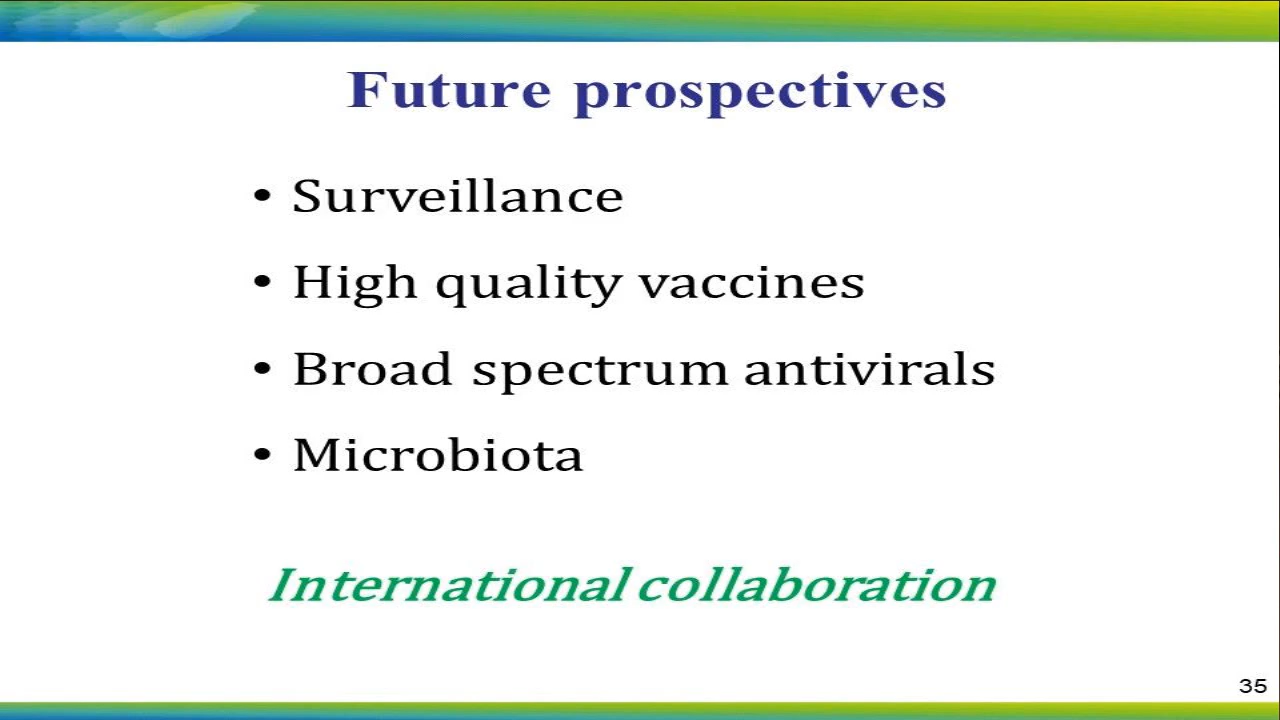 Future prospectives
• Surveillance
• High quality vaccines
• Broad spectrum antivirals
• Microbiota
International collaboration
35